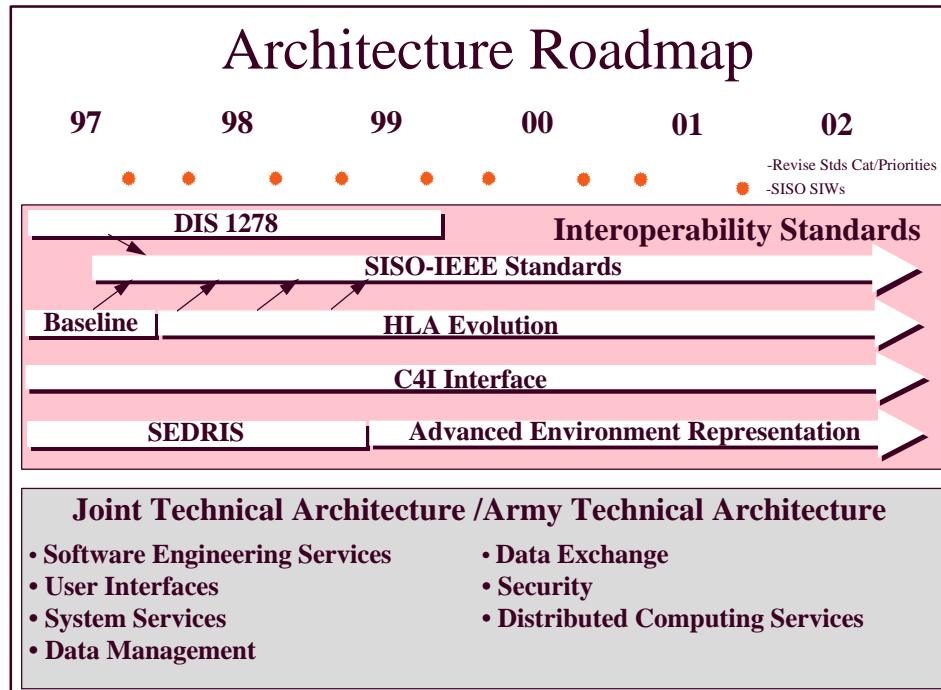 Architecture Roadmap
97 98 99 00 01 02
-Revise Stds Cat/Priorities
-SISO SIWs
DIS 1278
Interoperability Standards
SISO-IEEE Standards
Baseline
HLA Evolution
C4I Interface
SEDRIS
Advanced Environment Representation
Joint Technical Architecture /Army Technical Architecture
• Software Engineering Services
• User Interfaces
• System Services
• Data Management
• Data Exchange
• Security
• Distributed Computing Services